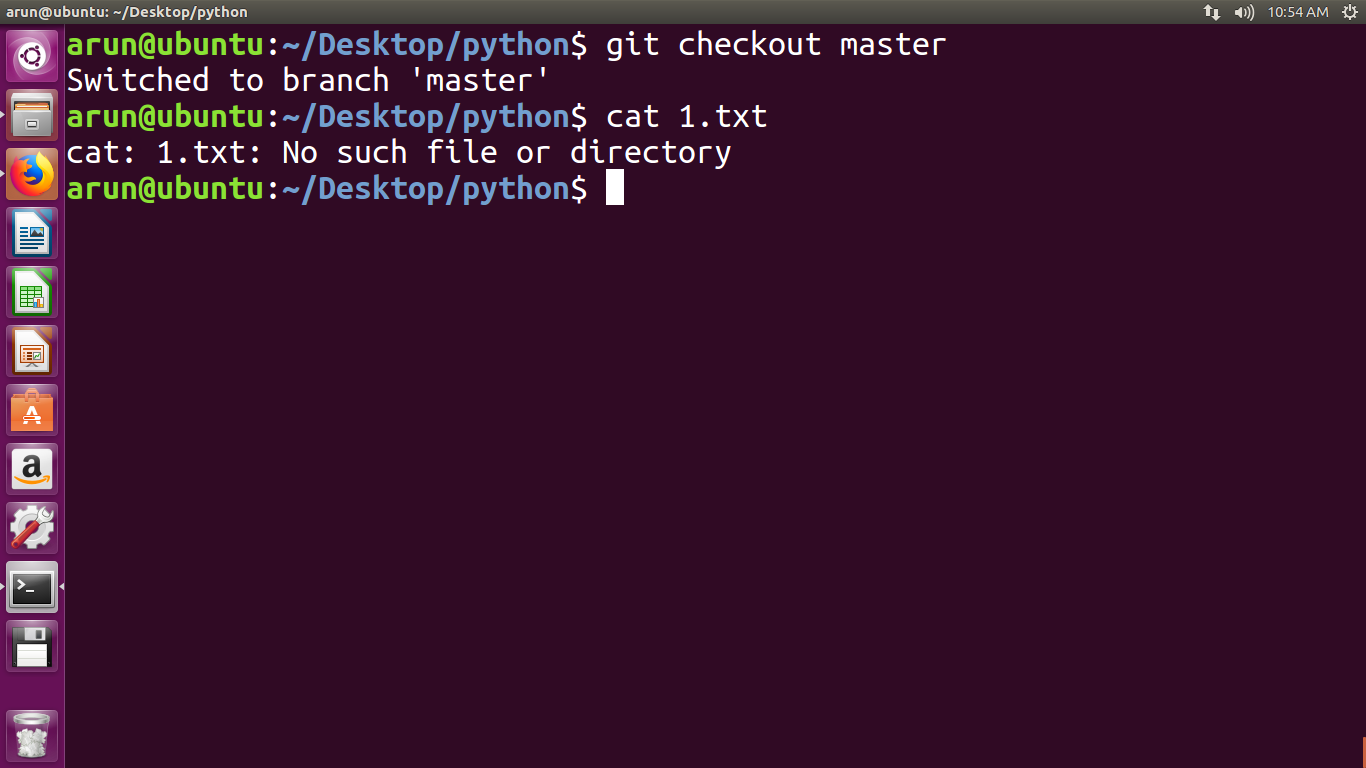 arun@ubuntu: ~/Desktop/python
10:54 AM
arun@ubuntu:~/Desktop/python$ git checkout master
Switched to branch 'master'
arun@ubuntu:~/Desktop/python$ cat 1.txt
cat: 1.txt: No such file or directory
arun@ubuntu:~/Desktop/python$